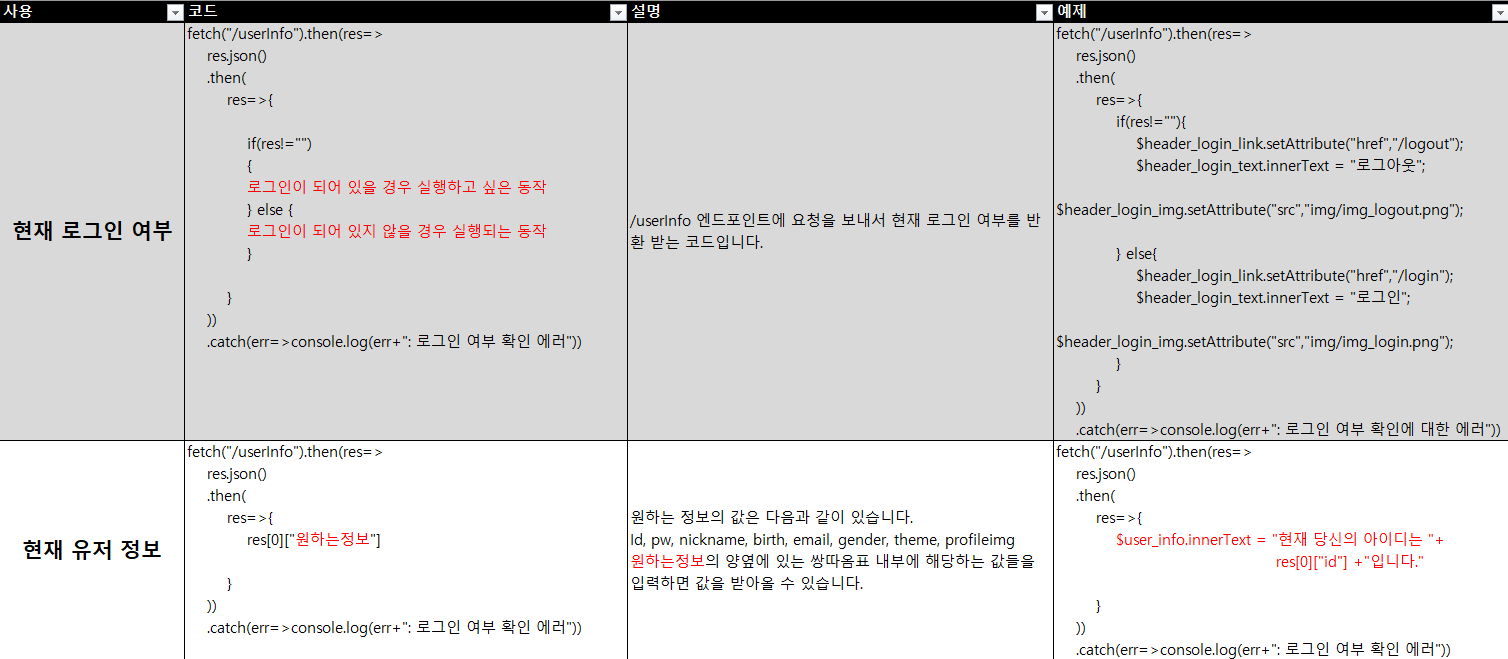 사용
코드
설명
예제
현재 로그인 여부
fetch("/userInfo").then(res=>
res.json()
.then(
res=>{
if(res!="")
{
로그인이 되어 있을 경우 실행하고 싶은 동작
} else {
로그인이 되어 있지 않을 경우 실행되는 동작
}
}
))
.catch(err=>console.log(err+": 로그인 여부 확인 에러"))
/userInfo 엔드포인트에 요청을 보내서 현재 로그인 여부를 반
환 받는 코드입니다.
fetch("/userInfo").then(res=>
res.json()
.then(
res=>{
if(res!=""){
$header_login_link.setAttribute("href","/logout");
$header_login_text.innerText = "로그아웃";
$header_login_img.setAttribute("src","img/img_logout.png");
} else{
$header_login_link.setAttribute("href","/login");
$header_login_text.innerText = "로그인";
$header_login_img.setAttribute("src","img/img_login.png");
}
}
))
.catch(err=>console.log(err+": 로그인 여부 확인에 대한 에러"))
현재 유저 정보
fetch("/userInfo").then(res=>
res.json()
.then(
res=>{
res[0]["원하는정보"]
}
))
.catch(err=>console.log(err+": 로그인 여부 확인 에러"))
원하는 정보의 값은 다음과 같이 있습니다.
Id, pw, nickname, birth, email, gender, theme, profileimg
원하는정보의 양옆에 있는 쌍따옴표 내부에 해당하는 값들을
입력하면 값을 받아올 수 있습니다.
fetch("/userInfo").then(res=>
res.json()
.then(
res=>{
$user_info.innerText = "현재 당신의 아이디는 "+
res[0]["id"] +"입니다."
}
))
.catch(err=>console.log(err+": 로그인 여부 확인 에러"))